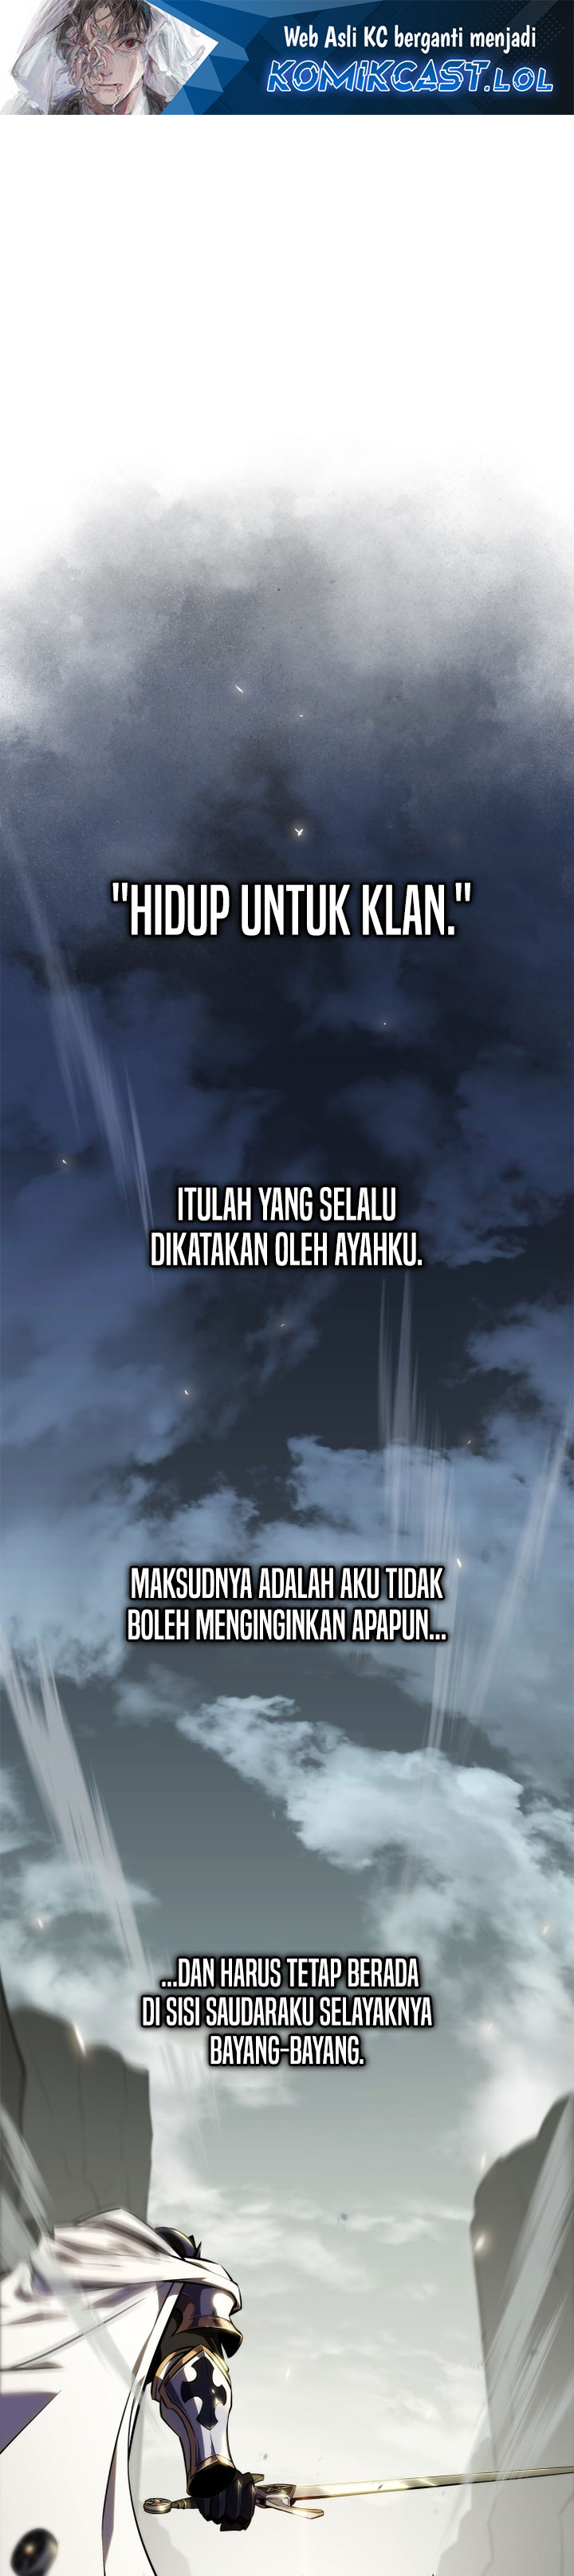 Web Asli KC berganti menjadi
KOMIKCAST.LOL
"HIDUP UNTUK KLAN."
ITULAH YANG SELALU
DIKATAKAN OLEH AYAHKU.
MAKSUDNYA ADALAH AKU TIDAK
BOLEH MENGINGINKAN APAPUN...
...DAN HARUS TETAP BERADA
DI SISI SAUDARAKU SELAYAKNYA
BAYANG-BAYANG.